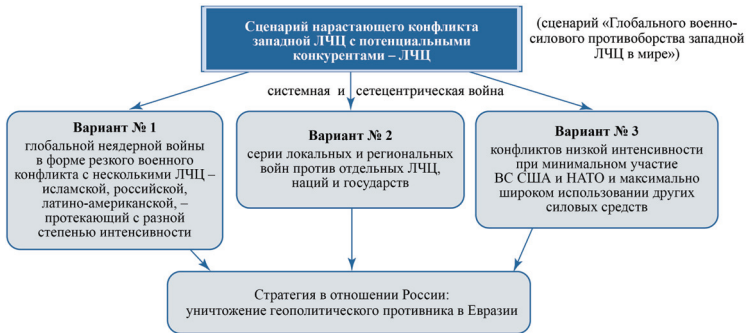 Сценарий нарастающего конфликта
западной ЛЧЦ с потенциальными
конкурентами – ЛЧЦ
(сценарий «Глобального военно-
силового противоборства западной
ЛЧЦ в мире»)
системная и сетецентрическая война
Вариант № 1
глобальной неядерной войны
в форме резкого военного
конфликта с несколькими ЛЧЦ –
исламской, российской,
латино-американской, –
протекающий с разной
степенью интенсивности
Вариант № 2
серии локальных и региональных
войн против отдельных ЛЧЦ,
наций и государств
Вариант № 3
конфликтов низкой интенсивности
при минимальном участие
ВС США и НАТО и максимально
широком использовании других
силовых средств
Стратегия в отношении России:
уничтожение геополитического противника в Евразии